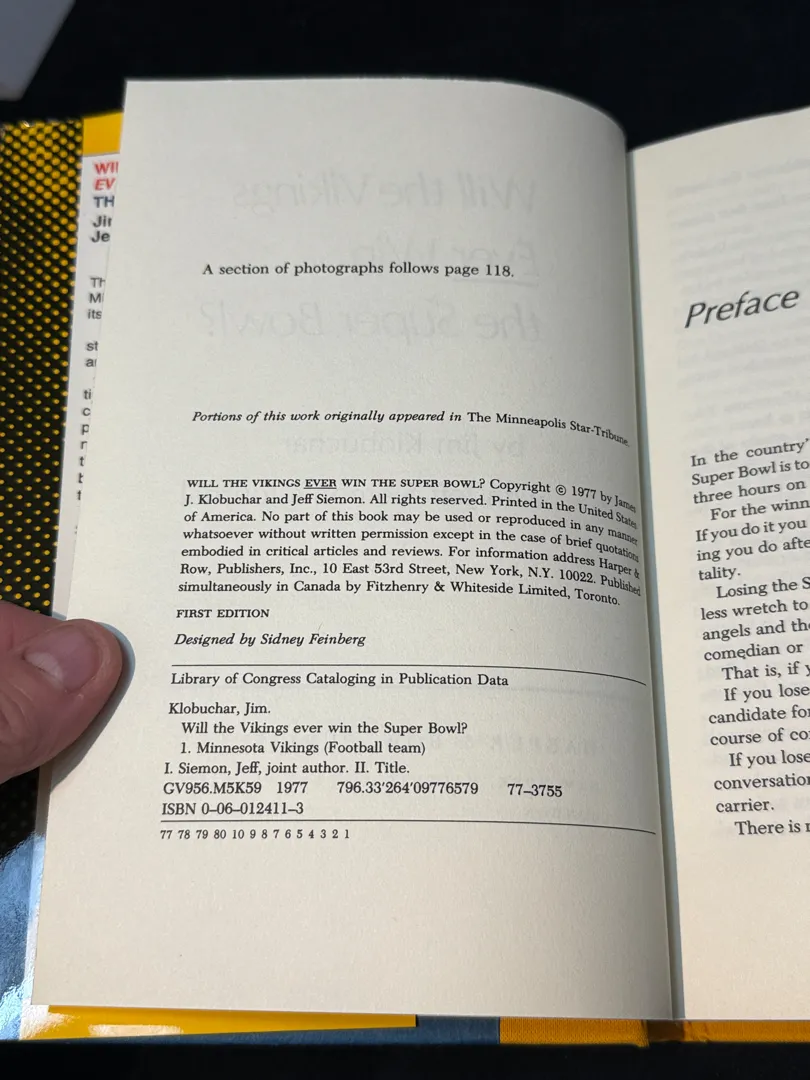 WI
EV
TH
Jir
Je
M
its
st
ti
A section of photographs follows page 118.
Portions of this work originally appeared in The Minneapolis Star-Tribune.
WILL THE VIKINGS EVER WIN THE SUPER BOWL? Copyright © 1977 by James
J. Klobuchar and Jeff Siemon. All rights reserved. Printed in the United States
of America. No part of this book may be used or reproduced in any manner
whatsoever without written permission except in the case of brief quotations
embodied in critical articles and reviews. For information address Harper &
Row, Publishers, Inc., 10 East 53rd Street, New York, N.Y. 10022. Published
simultaneously in Canada by Fitzhenry & Whiteside Limited, Toronto.
FIRST EDITION
Designed by Sidney Feinberg
Library of Congress Cataloging in Publication Data
Klobuchar, Jim.
Will the Vikings ever win the Super Bowl?
1. Minnesota Vikings (Football team)
I. Siemon, Jeff, joint author. II. Title.
GV956.M5K59 1977 796.33'264'09776579 77-3755
ISBN 0-06-012411-3
77 78 79 80 10 9 8 7 6 5 4 3 2 1
Preface
In the country'
Super Bowl is to
three hours on
For the winn
If you do it you
ing you do afte
tality.
Losing the S
less wretch to
angels and the
comedian or
That is, if y
If you lose
candidate fo
course of co
If you lose
conversation
carrier.
There is